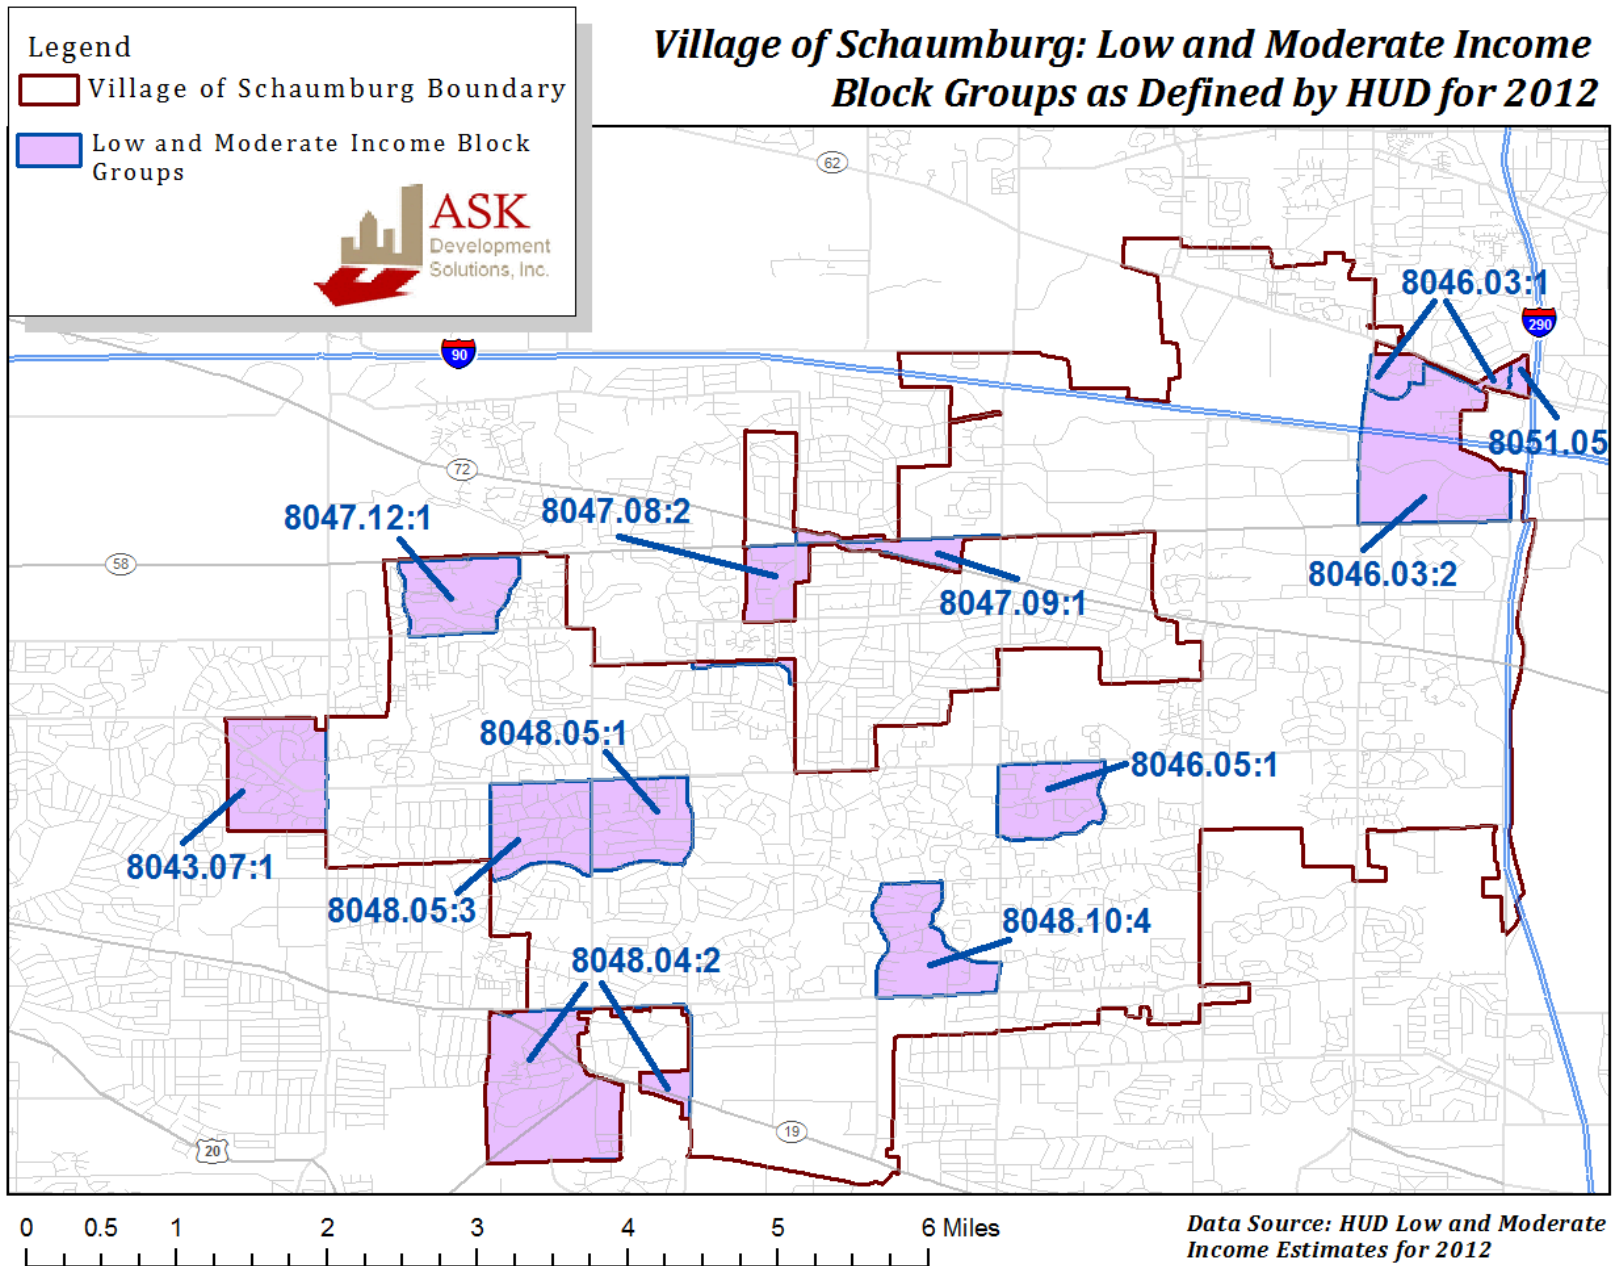 Legend
Village of Schaumburg Boundary
Low and Moderate Income Block
Groups
ASK
Development
Solutions, Inc.
Village of Schaumburg: Low and Moderate Income
Block Groups as Defined by HUD for 2012
62
8046.03:1
290
90
8051.05
72
8047.12:1
8047.08:2
58
8046.03:2
8047.09:1
8048.05:1
8046.05:1
8043.07:1
8048.05:3
8048.10:4
8048.04:2
19
20
0 0.5 1 2 3 4 5 6 Miles
Data Source: HUD Low and Moderate
Income Estimates for 2012